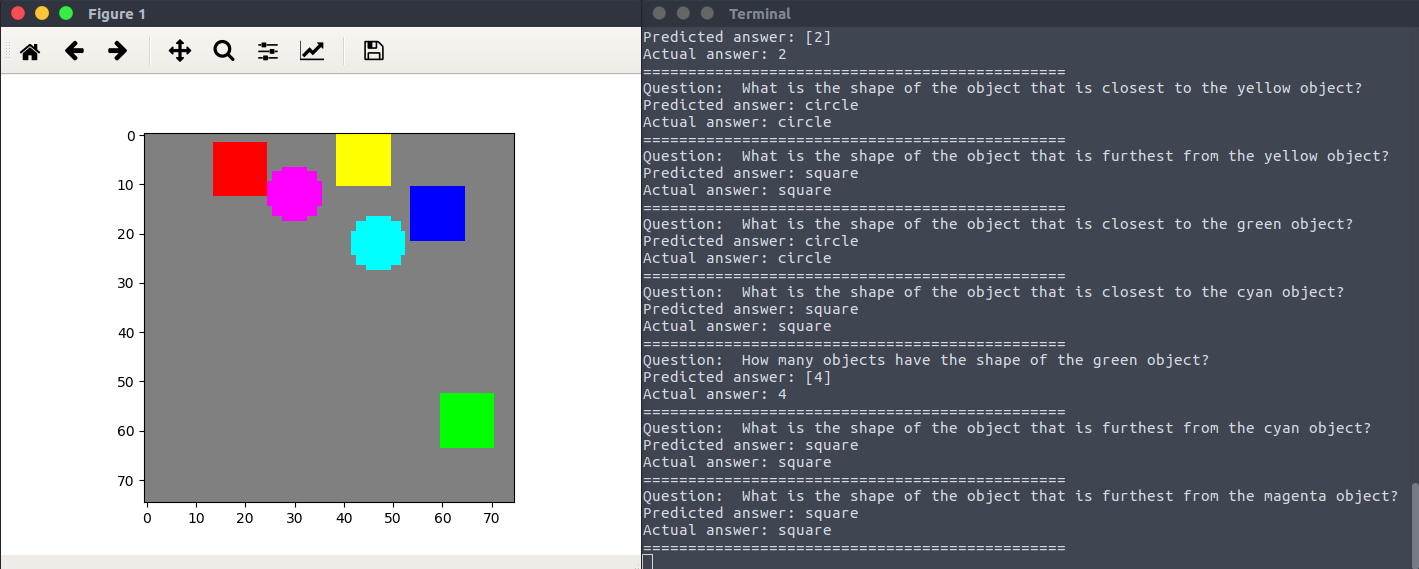 Figure 1
0
10
20
30
40
50
60
70
0 10 20 30 40 50 60 70
Terminal
Predicted answer: [2]
Actual answer: 2
===============================================
Question:  What is the shape of the object that is closest to the yellow object?
Predicted answer: circle
Actual answer: circle
===============================================
Question:  What is the shape of the object that is furthest from the yellow object?
Predicted answer: square
Actual answer: square
===============================================
Question:  What is the shape of the object that is closest to the green object?
Predicted answer: circle
Actual answer: circle
===============================================
Question:  What is the shape of the object that is closest to the cyan object?
Predicted answer: square
Actual answer: square
===============================================
Question:  How many objects have the shape of the green object?
Predicted answer: [4]
Actual answer: 4
===============================================
Question:  What is the shape of the object that is furthest from the cyan object?
Predicted answer: square
Actual answer: square
===============================================
Question:  What is the shape of the object that is furthest from the magenta object?
Predicted answer: square
Actual answer: square
===============================================